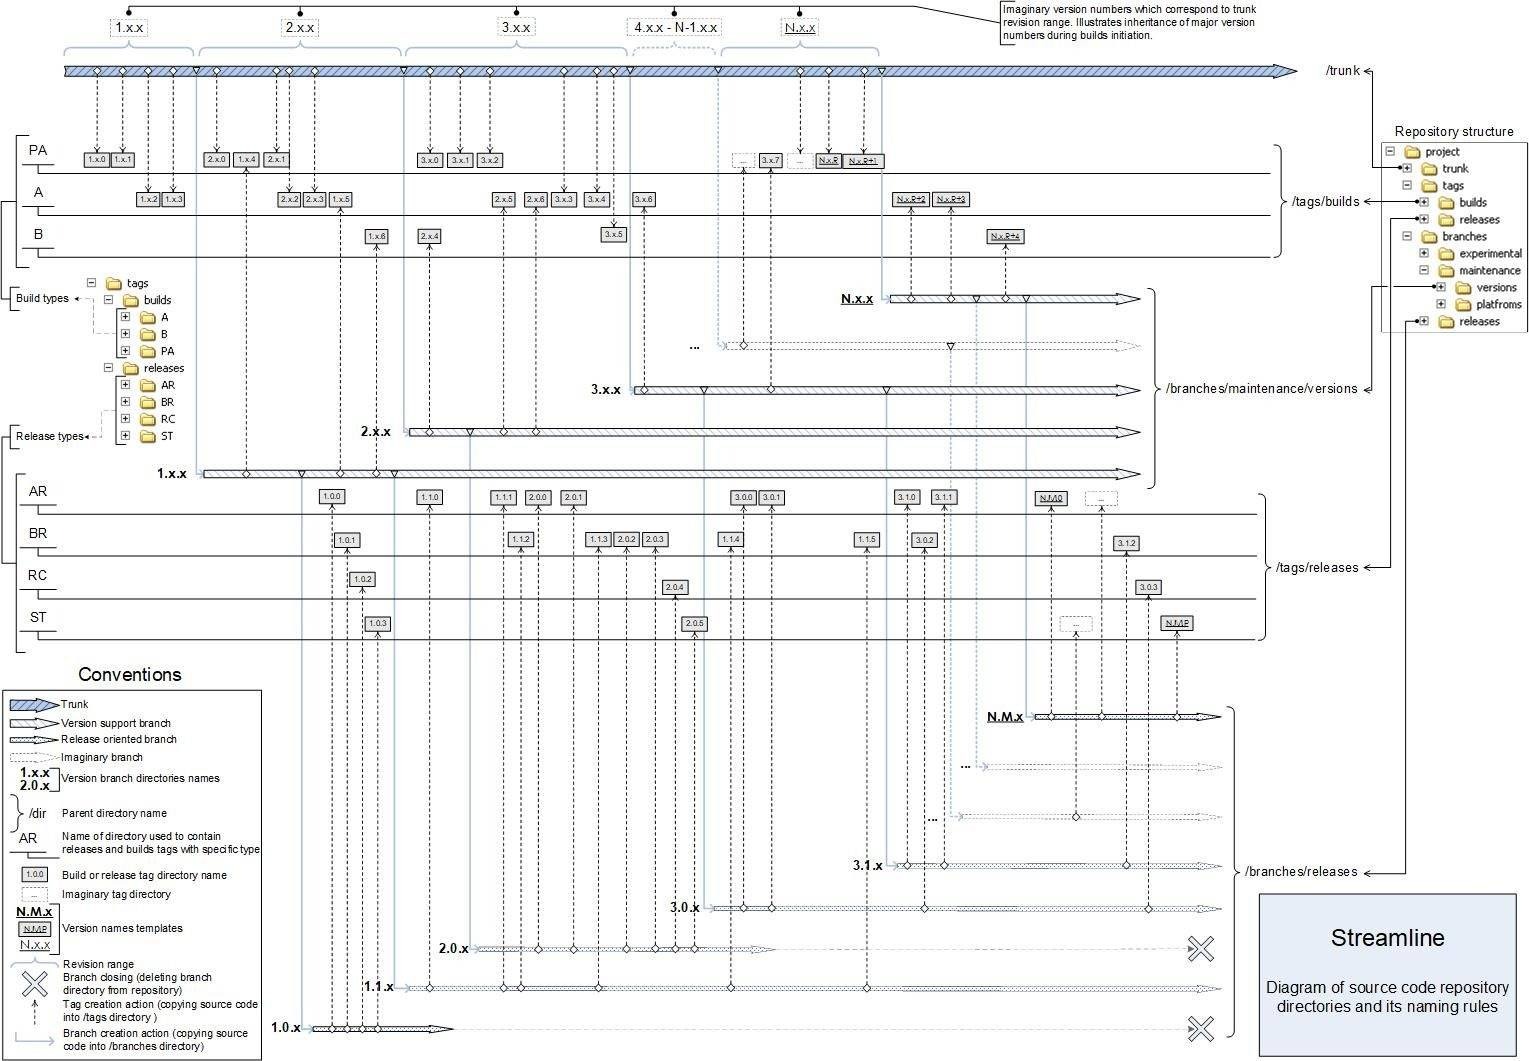 1.x.x
2.x.x
3.x.x
4.x.x - N-1.x.x
N.x.x
Imaginary version numbers which correspond to trunk
revision range. Illustrates inheritance of major version
numbers during builds initiation.
/trunk
Repository structure
project
trunk
tags
builds
releases
branches
experimental
maintenance
versions
platfroms
releases
PA
1.x.0
1.x.1
2.x.0
1.x.4
2.x.1
3.x.0
3.x.1
3.x.2
...
3.x.7
...
N.x.R
N.x.R+1
A
1.x.2
1.x.3
2.x.2
2.x.3
1.x.5
2.x.5
2.x.6
3.x.3
3.x.4
3.x.6
N.x.R+2
N.x.R+3
/tags/builds
B
1.x.6
2.x.4
3.x.5
N.x.R+4
Build types
tags
builds
A
B
PA
releases
AR
BR
RC
ST
Release types
N.x.x
...
3.x.x
2.x.x
1.x.x
/branches/maintenance/versions
AR
1.0.0
1.1.0
1.1.1
2.0.0
2.0.1
3.0.0
3.0.1
3.1.0
3.1.1
N.M.0
...
BR
1.0.1
1.1.2
1.1.3
2.0.2
2.0.3
1.1.4
1.1.5
3.0.2
3.1.2
/tags/releases
RC
1.0.2
2.0.4
3.0.3
ST
1.0.3
2.0.5
...
N.M.P
N.M.x
...
...
3.1.x
3.0.x
2.0.x
1.1.x
1.0.x
/branches/releases
Conventions
Trunk
Version support branch
Release oriented branch
Imaginary branch
1.x.x
2.0.x
Version branch directories names
/dir
Parent directory name
AR
Name of directory used to contain
releases and builds tags with specific type
1.0.0
Build or release tag directory name
...
Imaginary tag directory
N.M.x
N.M.P
N.x.x
Version names templates
Revision range
Branch closing (deleting branch
directory from repository)
Tag creation action (copying source code
into /tags directory )
Branch creation action (copying source
code into /branches directory)
Streamline
Diagram of source code repository
directories and its naming rules